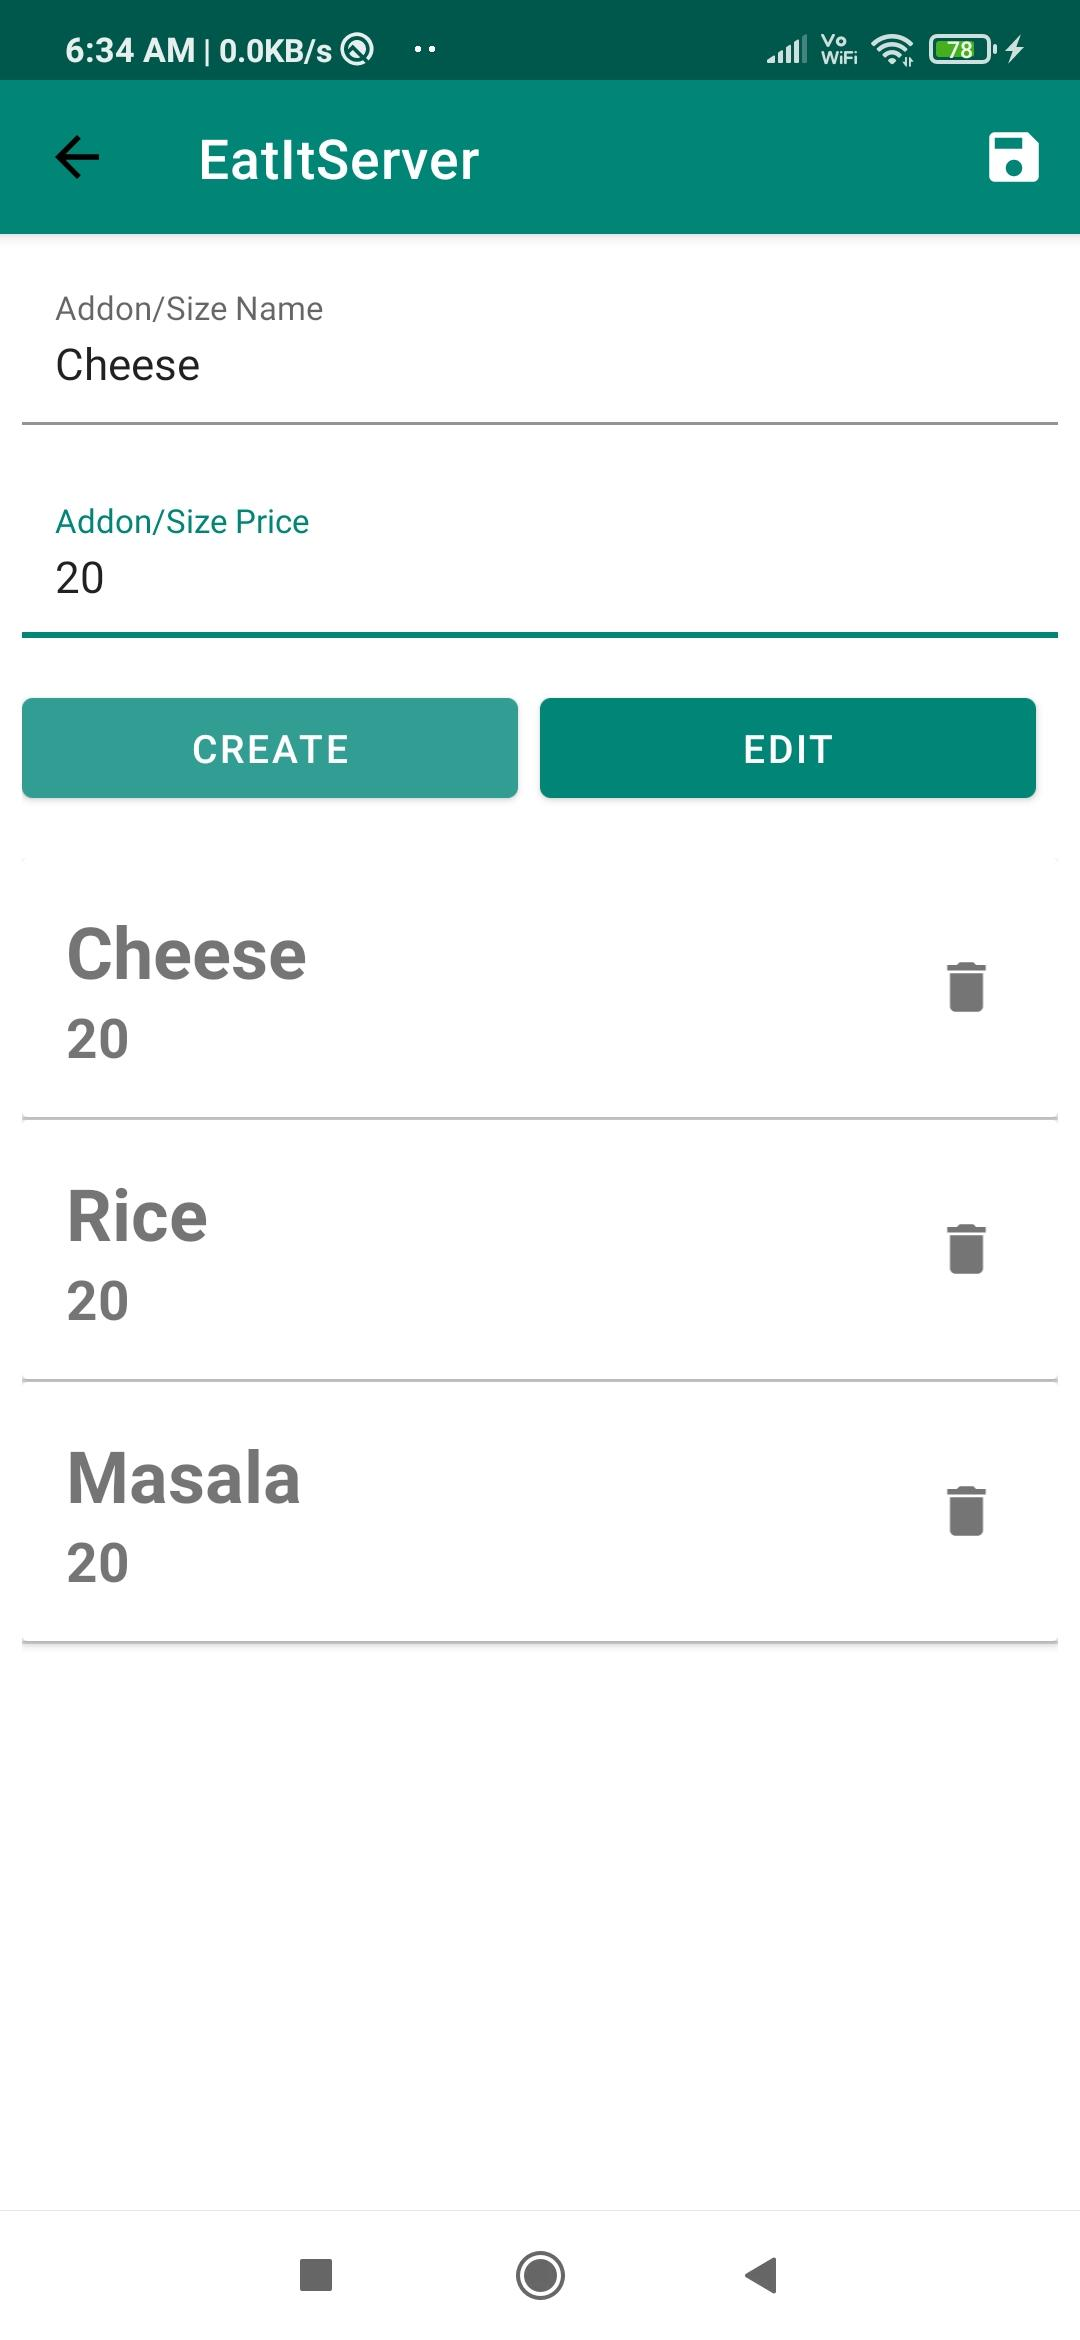 6:34 AM | 0.0KB/s
Vo
WiFi
78
EatItServer
Addon/Size Name
Cheese
Addon/Size Price
20
CREATE
EDIT
Cheese
20
Rice
20
Masala
20